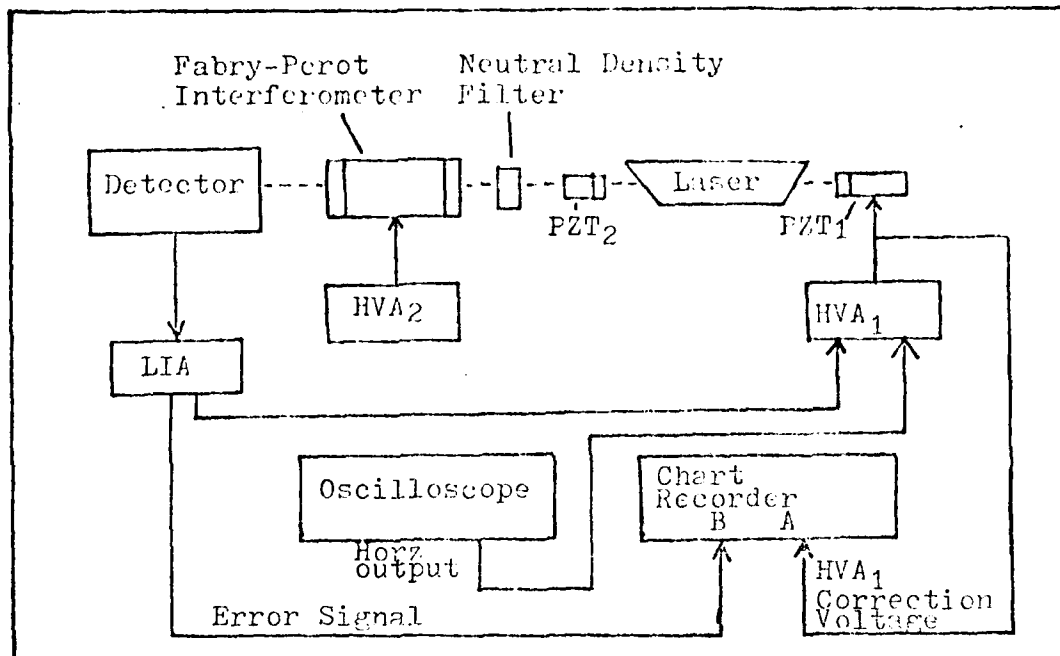 Fabry-Perot
Interferometer
Neutral Density
Filter
Detector
Laser
PZT2
PZT1
HVA2
HVA1
LIA
Oscilloscope
Horz
output
Chart
Recorder
B A
HVA1
Correction
Voltage
Error Signal